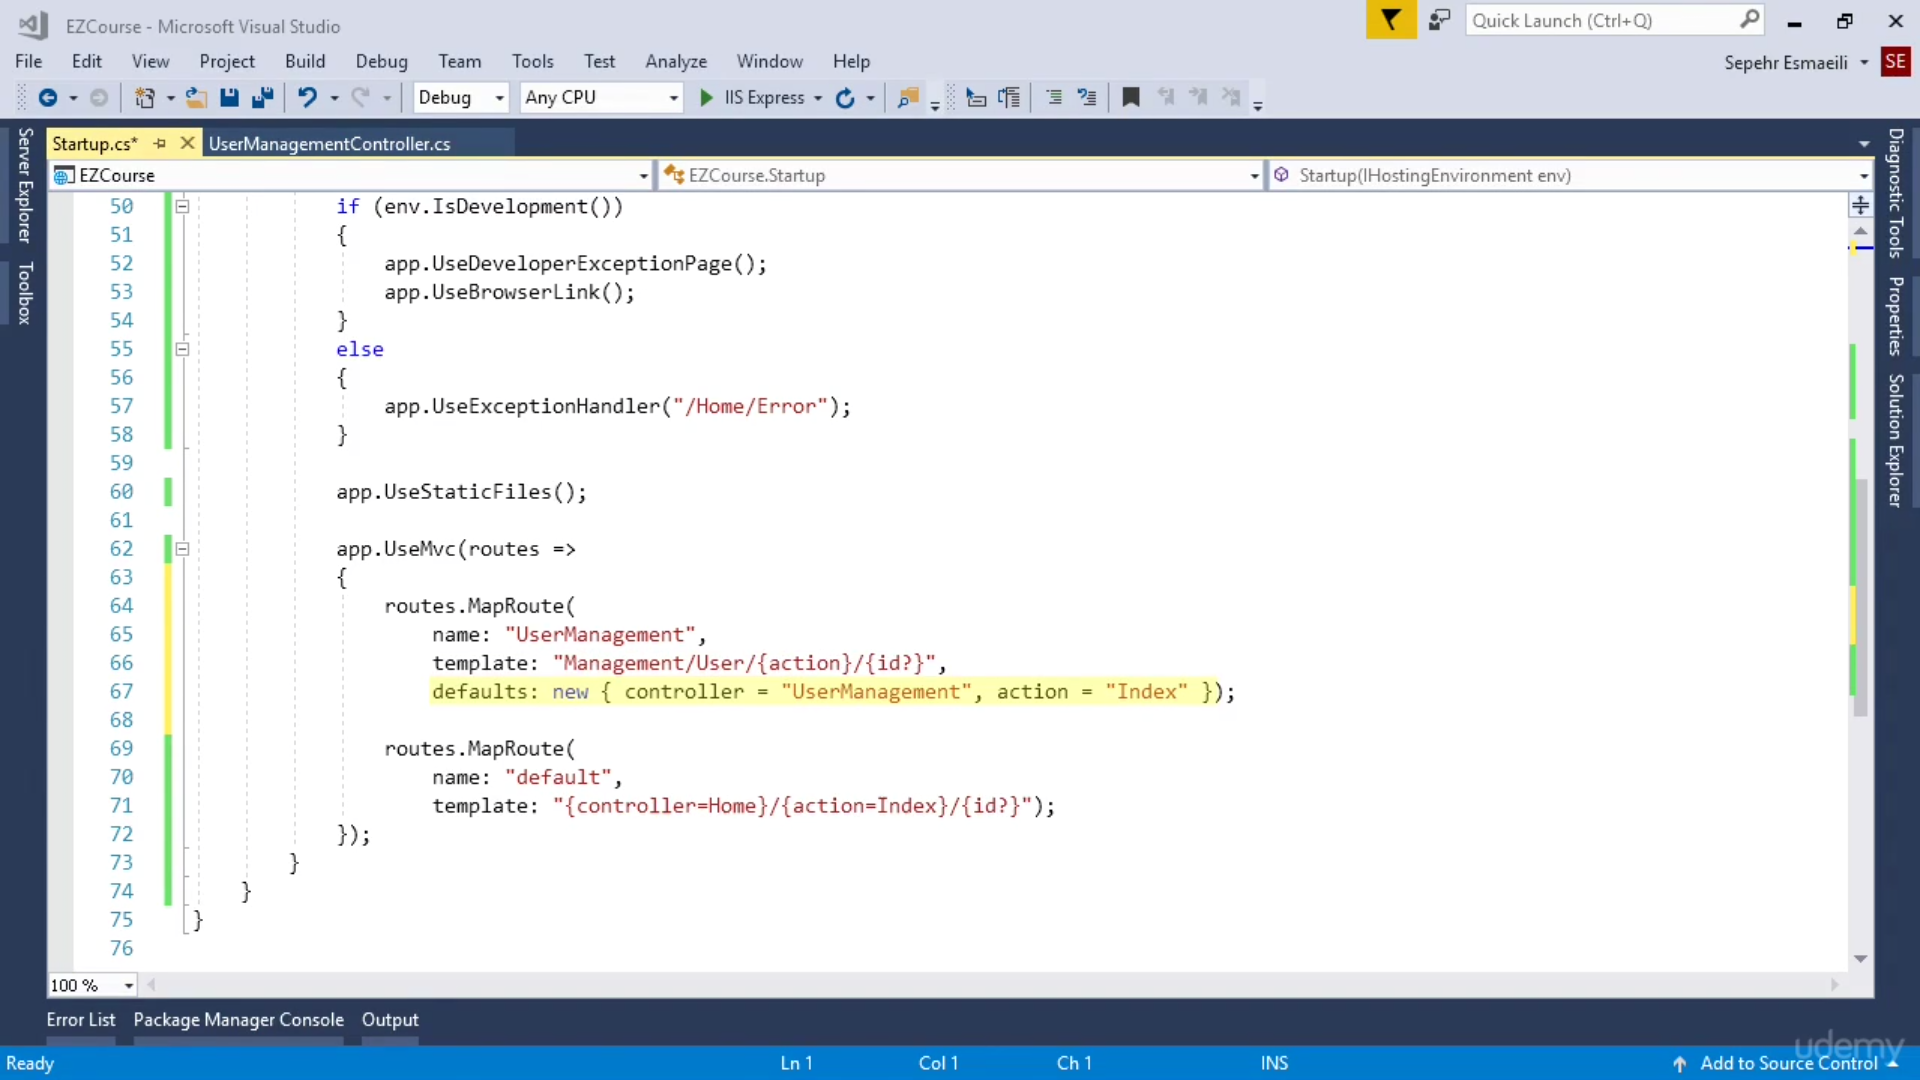 EZCourse - Microsoft Visual Studio
Quick Launch (Ctrl+Q)
File Edit View Project Build Debug Team Tools Test Analyze Window Help
Sepehr Esmaeili SE
Debug Any CPU IIS Express
Startup.cs* UserManagementController.cs
EZCourse EZCourse.Startup Startup(IHostingEnvironment env)
Server Explorer
Toolbox
Diagnostic Tools
Properties
Solution Explorer
50 if (env.IsDevelopment())
51 {
52 app.UseDeveloperExceptionPage();
53 app.UseBrowserLink();
54 }
55 else
56 {
57 app.UseExceptionHandler("/Home/Error");
58 }
59
60 app.UseStaticFiles();
61
62 app.UseMvc(routes =>
63 {
64 routes.MapRoute(
65 name: "UserManagement",
66 template: "Management/User/{action}/{id?}",
67 defaults: new { controller = "UserManagement", action = "Index" });
68
69 routes.MapRoute(
70 name: "default",
71 template: "{controller=Home}/{action=Index}/{id?}");
72 });
73 }
74 }
75 }
76
100 %
Error List Package Manager Console Output
Ready Ln 1 Col 1 Ch 1 INS Add to Source Control
udemy